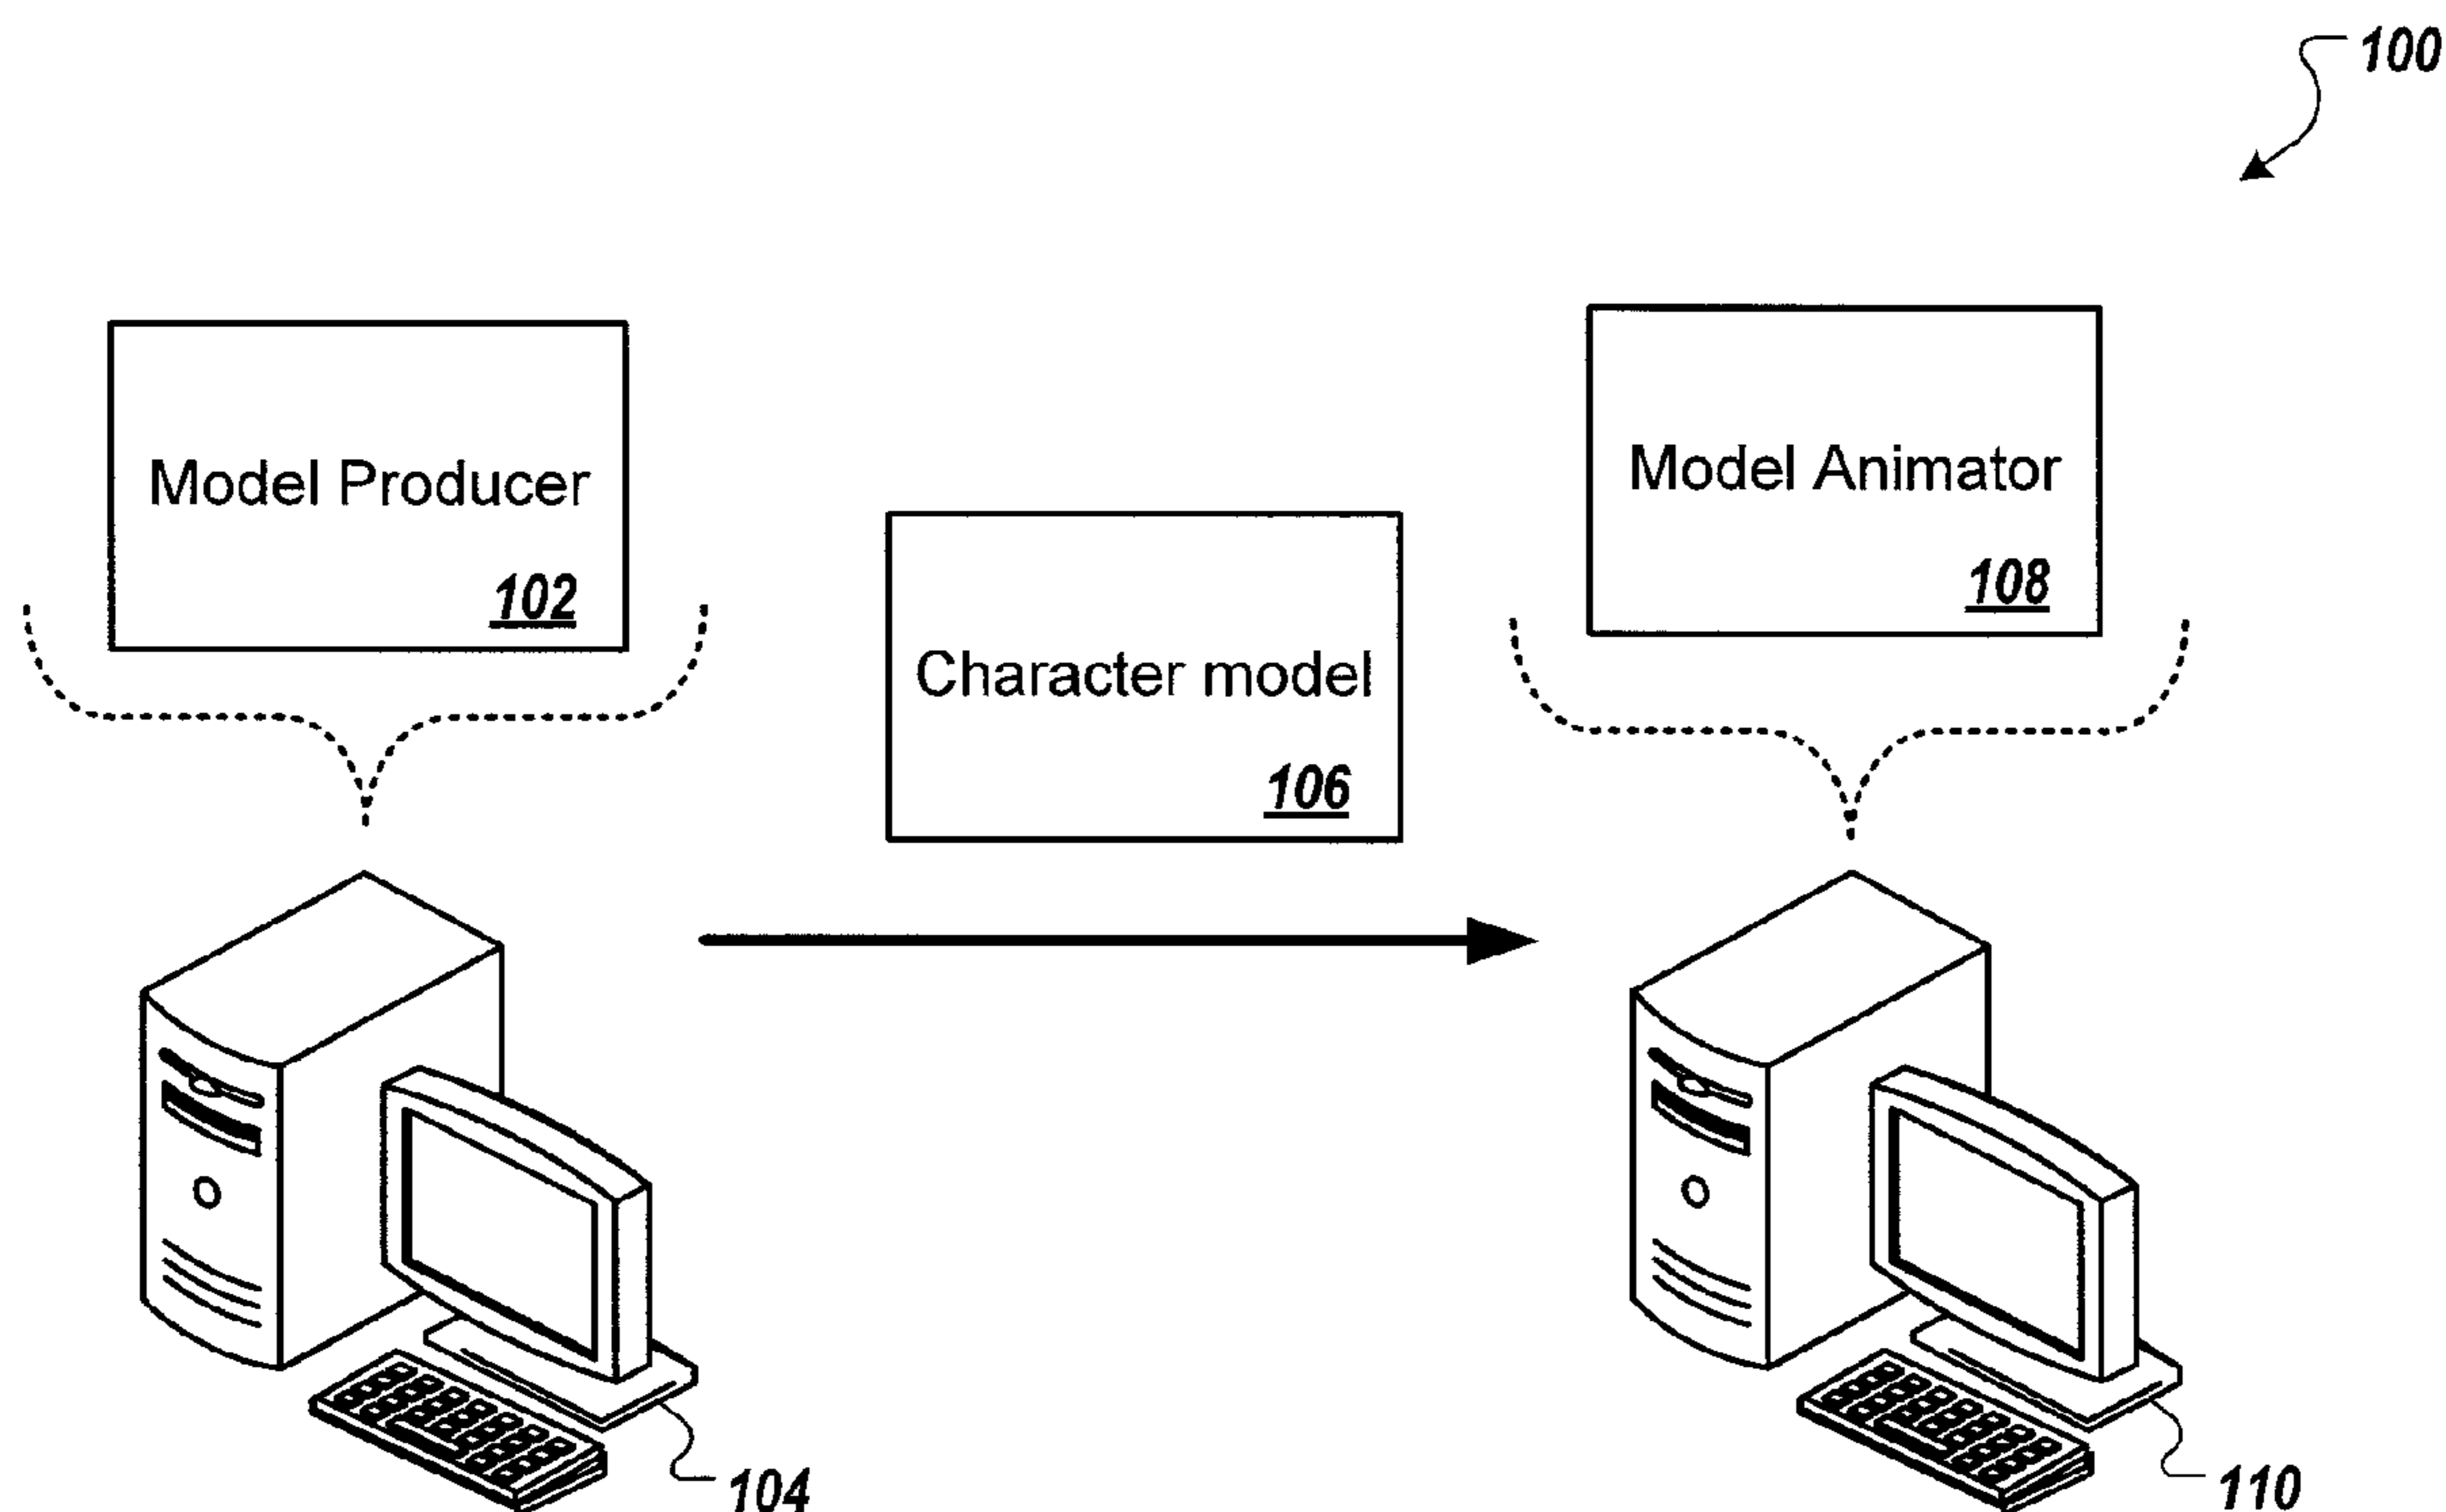 100
Model Producer
102
Character model
106
Model Animator
108
104
110